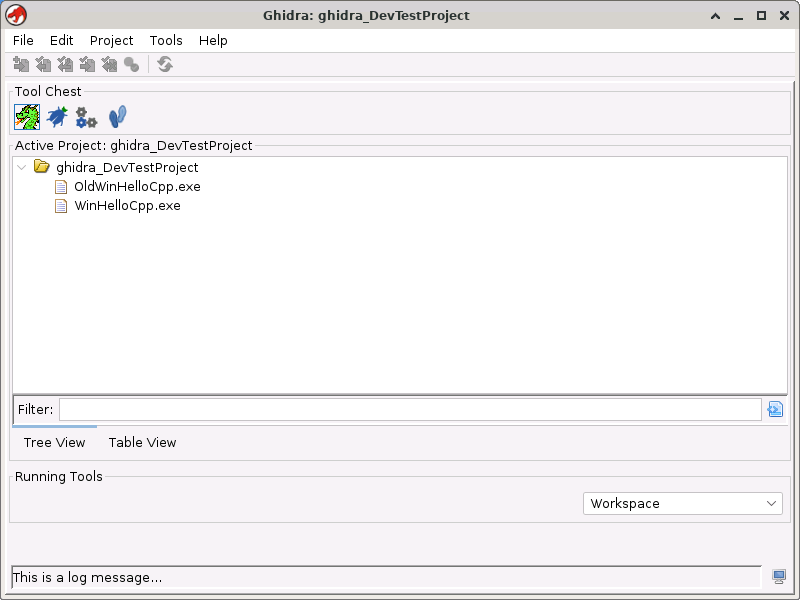 Ghidra: ghidra_DevTestProject
File Edit Project Tools Help
Tool Chest
Active Project: ghidra_DevTestProject
ghidra_DevTestProject
OldWinHelloCpp.exe
WinHelloCpp.exe
Filter:
Tree View Table View
Running Tools
Workspace
This is a log message...